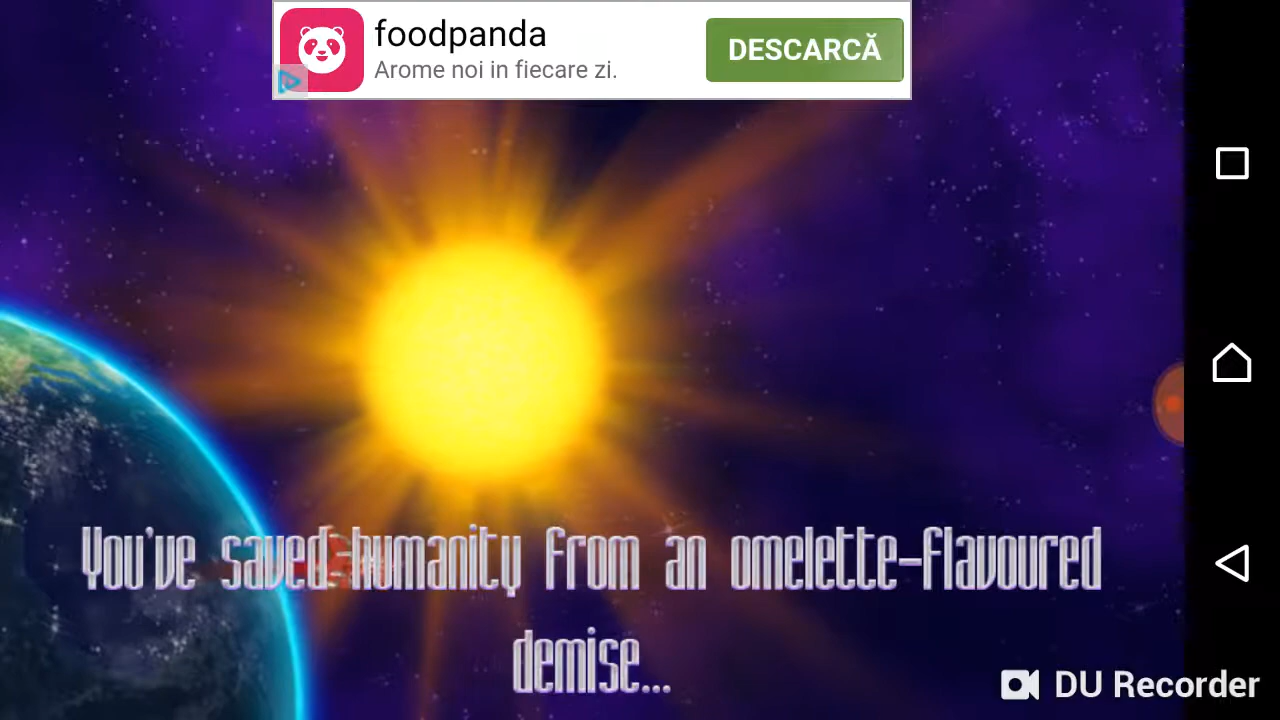 foodpanda
Arome noi in fiecare zi.
DESCARCĂ
You've saved humanity from an omelette-flavoured
demise...
DU Recorder